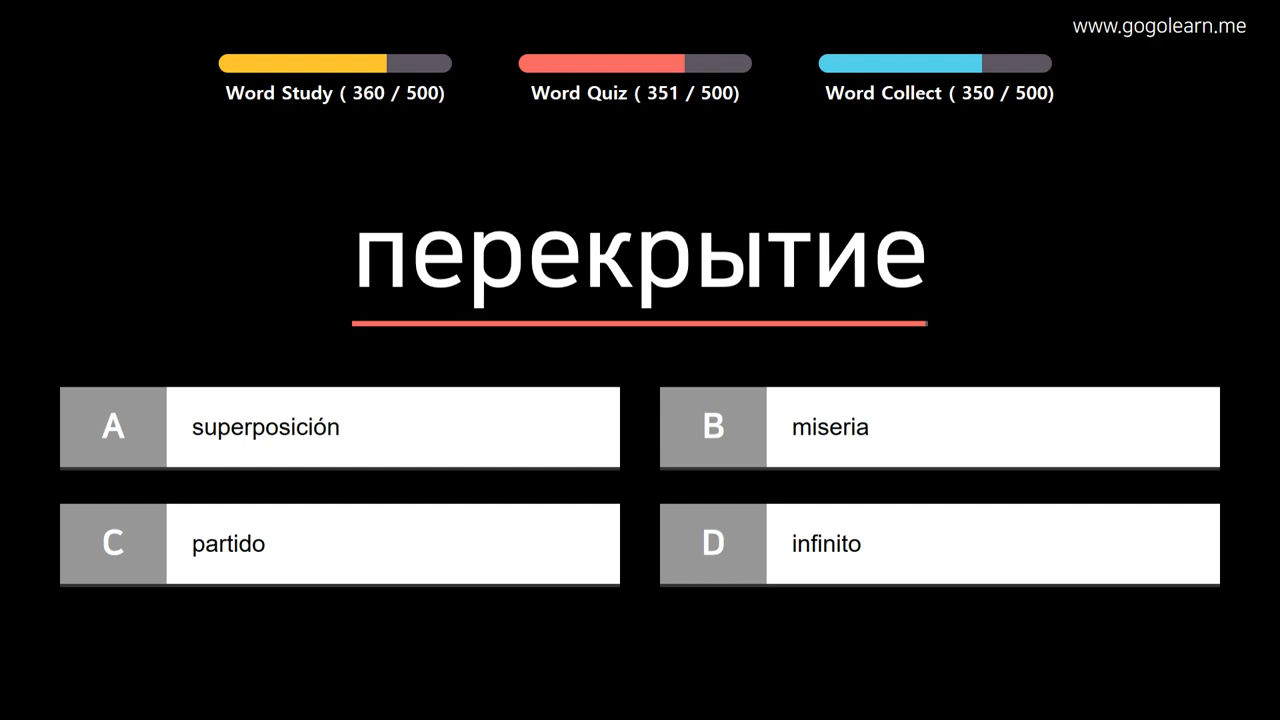 www.gogolearn.me
Word Study ( 360 / 500)
Word Quiz ( 351 / 500)
Word Collect ( 350 / 500)
перекрытие
A superposición
B miseria
C partido
D infinito